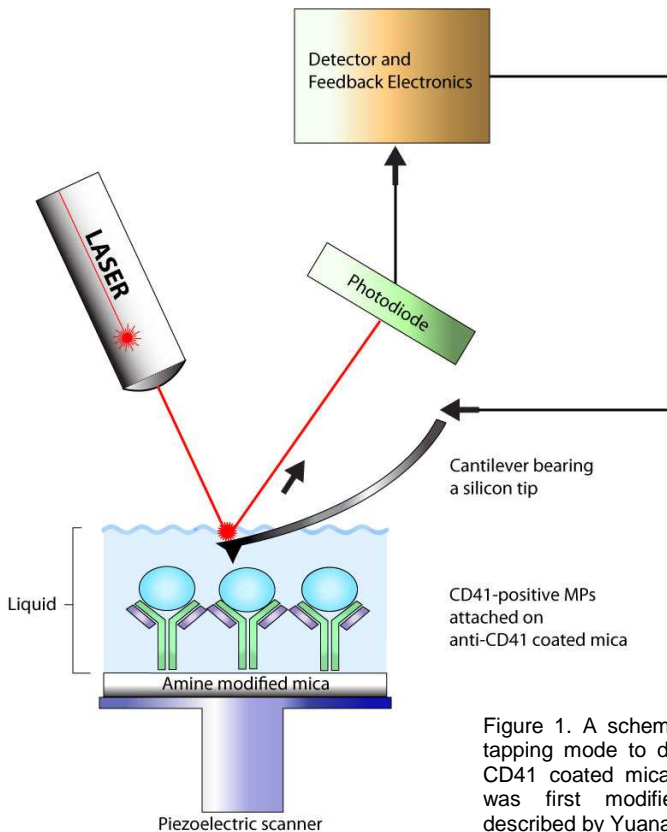 Detector and
Feedback Electronics
LASER
Photodiode
Cantilever bearing
a silicon tip
Liquid
CD41-positive MPs
attached on
anti-CD41 coated mica
Amine modified mica
Piezoelectric scanner
Figure 1. A schem
tapping mode to d
CD41 coated mica
was first modifie
described by Yuana